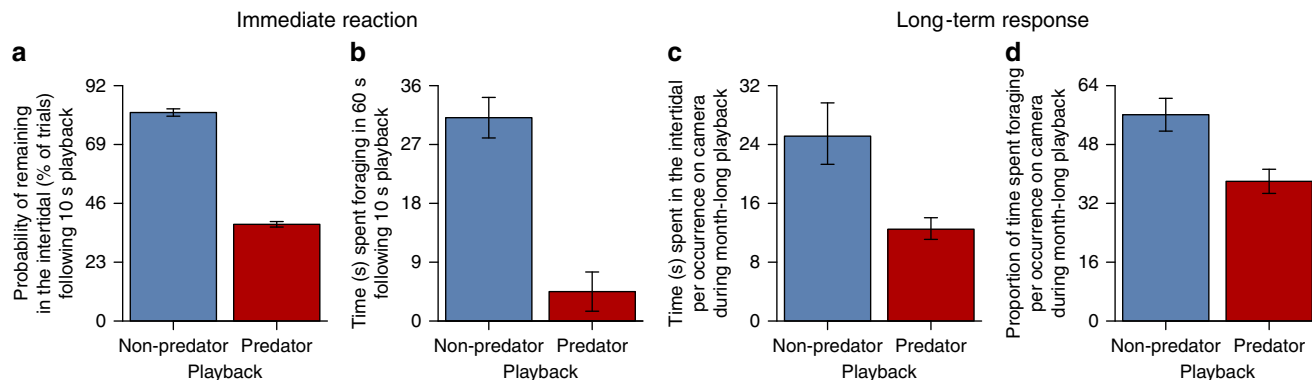 Immediate reaction
Long-term response
a
b
c
d
Probability of remaining
in the intertidal (% of trials)
following 10 s playback
92
69
46
23
0
Non-predator Predator
Playback
Time (s) spent foraging in 60 s
following 10 s playback
36
27
18
9
0
Non-predator Predator
Playback
Time (s) spent in the intertidal
per occurrence on camera
during month-long playback
32
24
16
8
0
Non-predator Predator
Playback
Proportion of time spent foraging
per occurrence on camera
during month-long playback
64
48
32
16
0
Non-predator Predator
Playback